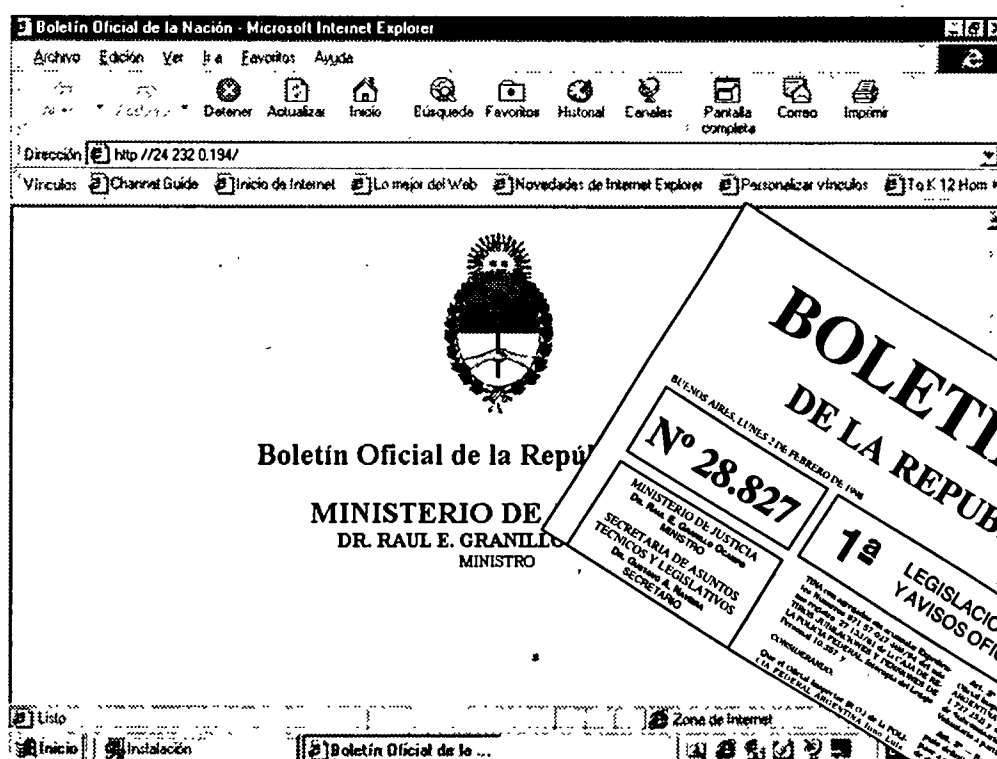 Boletín Oficial de la Nación - Microsoft Internet Explorer
Archivo Edición Ver Ir a Favoritos Ayuda
Detener Actualizar Inicio Búsqueda Favoritos Historial Canales Pantalla completa Correo Imprimir
Dirección http //24 232 0.194/
Vínculos Channel Guide Inicio de Internet Lo mejor del Web Novedades de Internet Explorer Personalizar vínculos
Boletín Oficial de la Repú
MINISTERIO DE
DR. RAUL E. GRANILLO
MINISTRO
BOLETI
DE LA REPUB
BUENOS AIRES, LUNES 2 DE FEBRERO DE 1998
Nº 28.827
MINISTERIO DE JUSTICIA
Dr. RAUL E. GRANILLO OCAMPO
MINISTRO
SECRETARIA DE ASUNTOS
TECNICOS Y LEGISLATIVOS
SECRETARIO
1ª
LEGISLACIO
Y AVISOS OFI
CONSIDERANDO:
Listo
Zona de Internet
Inicio Instalación Boletín Oficial de la ...